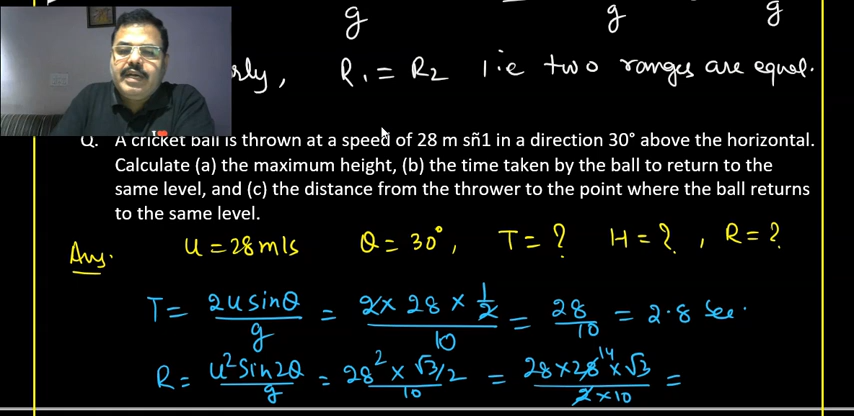 g g g
rly, R₁ = R₂ i.e two ranges are equal.
Q. A cricket ball is thrown at a speed of 28 m sñ1 in a direction 30° above the horizontal.
Calculate (a) the maximum height, (b) the time taken by the ball to return to the
same level, and (c) the distance from the thrower to the point where the ball returns
to the same level.
Ans. u = 28 m/s θ = 30°, T = ? H = ?, R = ?
T = 2u sinθ / g = 2 × 28 × 1/2 / 10 = 28/10 = 2.8 sec.
R = u² sin2θ / g = 28² × √3/2 / 10 = 28 × 28 14 × √3 / 2 × 10 =